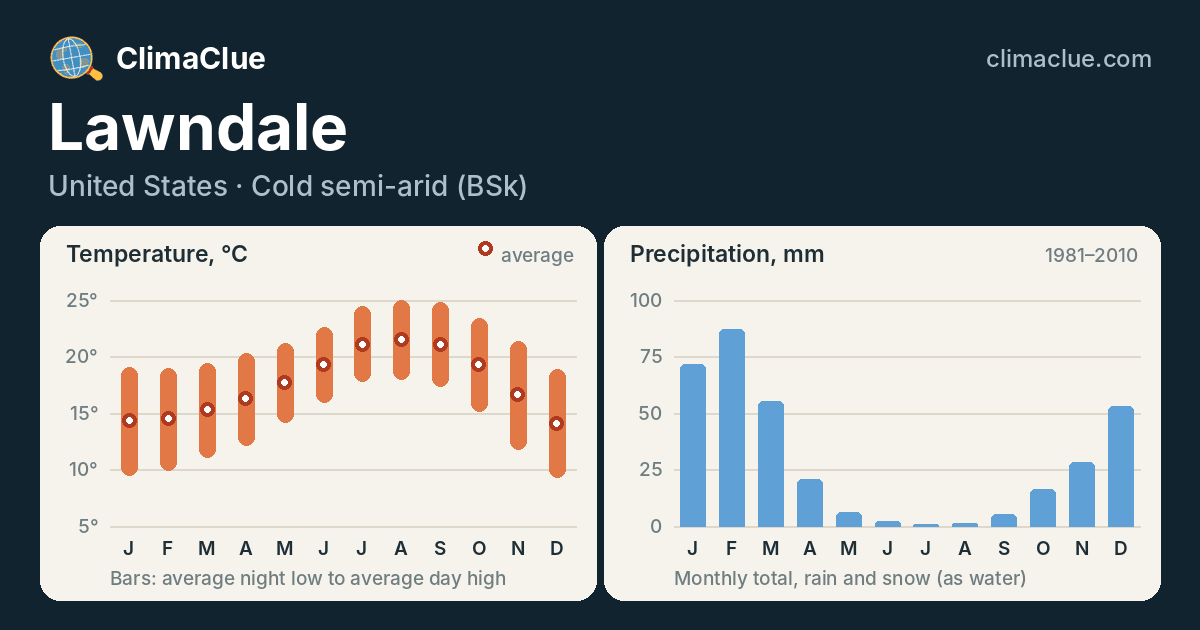 ClimaClue
climaclue.com
Lawndale
United States · Cold semi-arid (BSk)
Temperature, °C
average
25°
20°
15°
10°
5°
J F M A M J J A S O N D
Bars: average night low to average day high
Precipitation, mm
1981–2010
100
75
50
25
0
J F M A M J J A S O N D
Monthly total, rain and snow (as water)